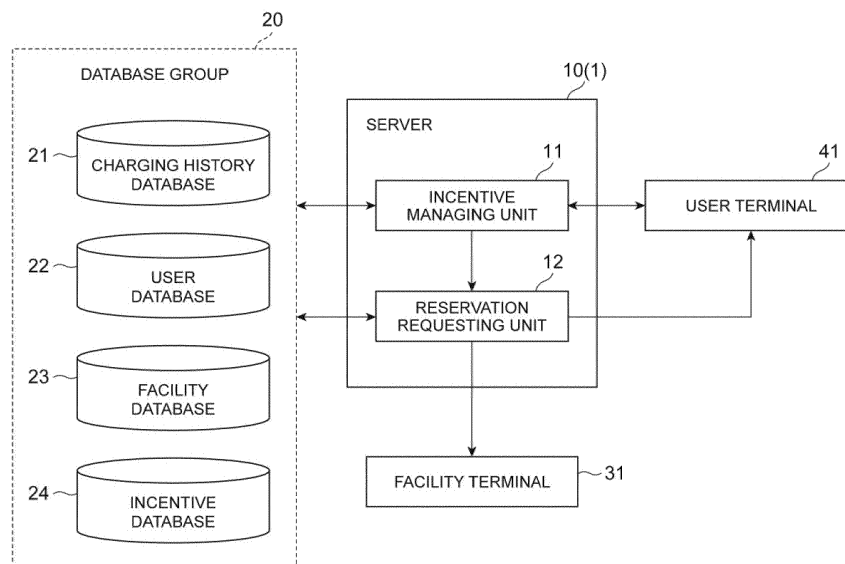 20
DATABASE GROUP
21
CHARGING HISTORY
DATABASE
22
USER
DATABASE
23
FACILITY
DATABASE
24
INCENTIVE
DATABASE
10(1)
SERVER
11
INCENTIVE
MANAGING UNIT
12
RESERVATION
REQUESTING UNIT
41
USER TERMINAL
FACILITY TERMINAL
31